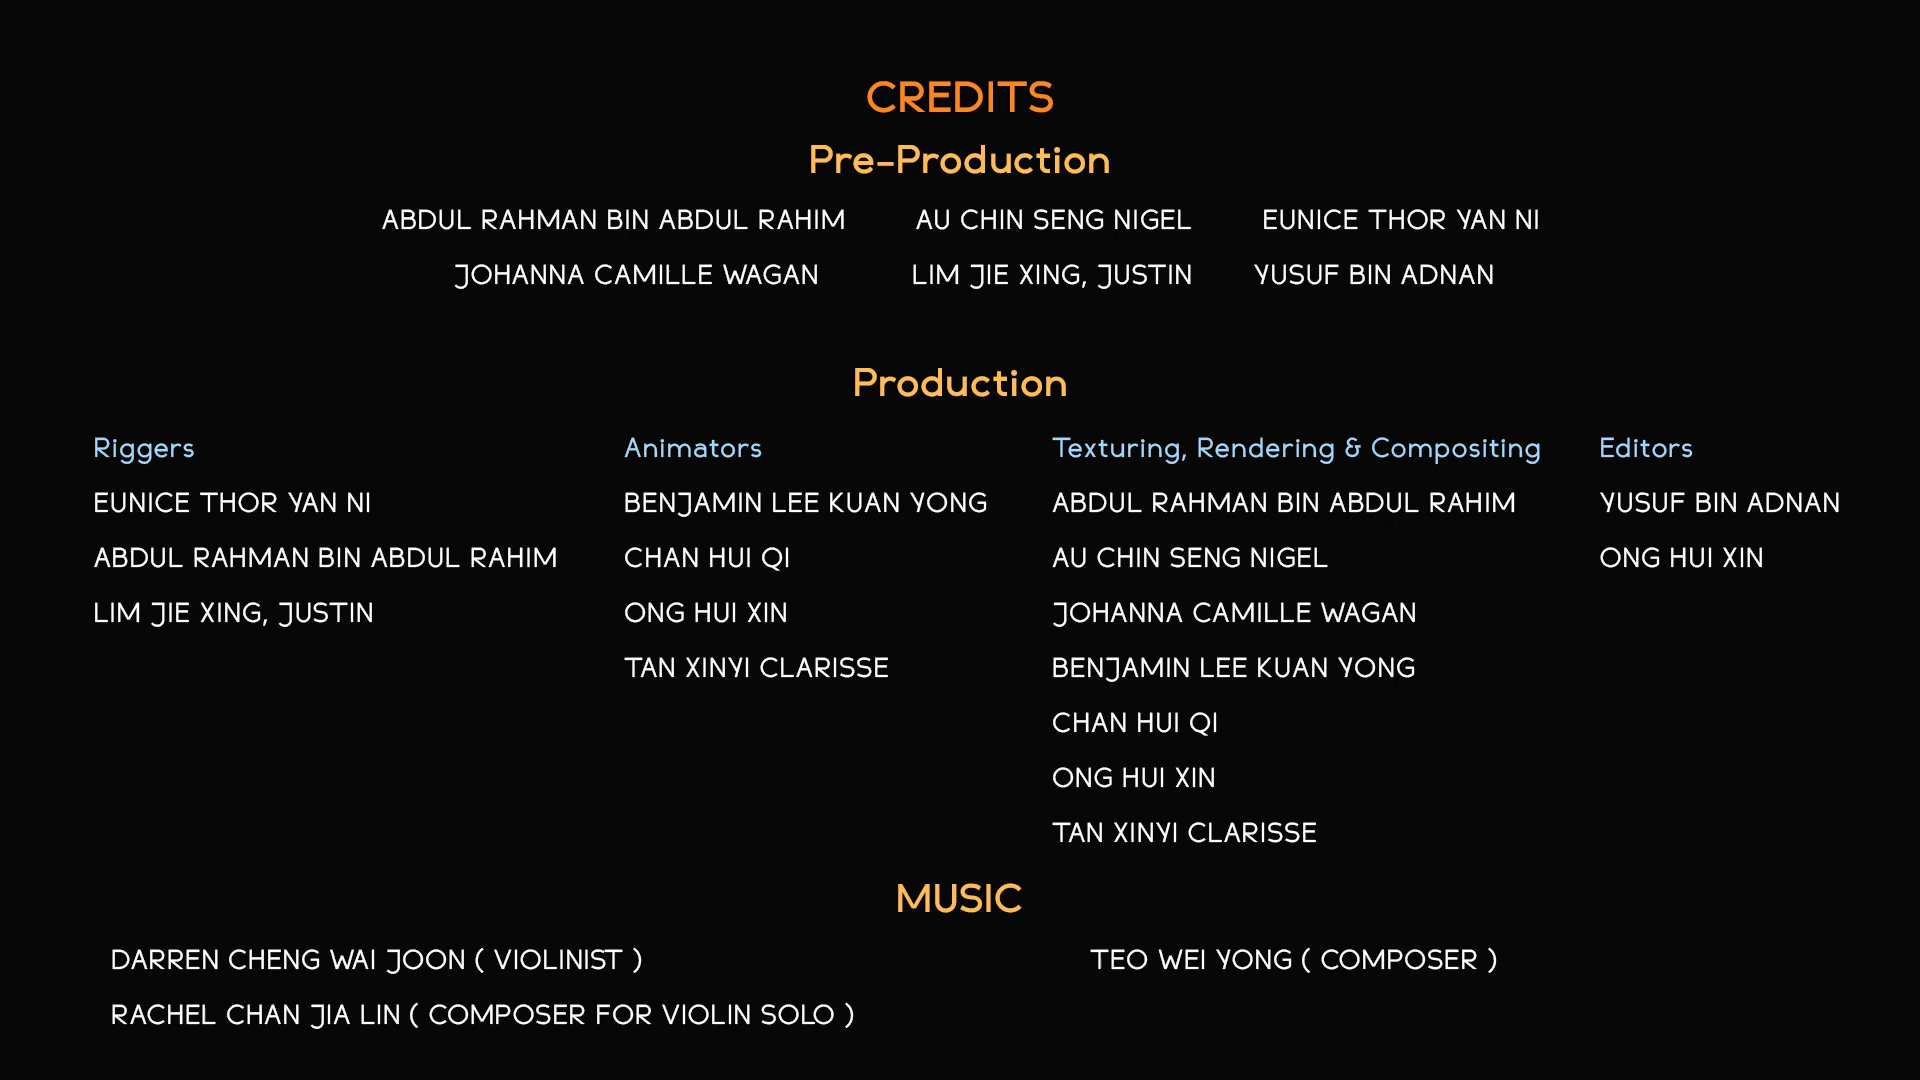 CREDITS
Pre-Production
ABDUL RAHMAN BIN ABDUL RAHIM AU CHIN SENG NIGEL EUNICE THOR YAN NI
JOHANNA CAMILLE WAGAN LIM JIE XING, JUSTIN YUSUF BIN ADNAN
Production
Riggers
EUNICE THOR YAN NI
ABDUL RAHMAN BIN ABDUL RAHIM
LIM JIE XING, JUSTIN
Animators
BENJAMIN LEE KUAN YONG
CHAN HUI QI
ONG HUI XIN
TAN XINYI CLARISSE
Texturing, Rendering & Compositing
ABDUL RAHMAN BIN ABDUL RAHIM
AU CHIN SENG NIGEL
JOHANNA CAMILLE WAGAN
BENJAMIN LEE KUAN YONG
CHAN HUI QI
ONG HUI XIN
TAN XINYI CLARISSE
Editors
YUSUF BIN ADNAN
ONG HUI XIN
MUSIC
DARREN CHENG WAI JOON ( VIOLINIST )
RACHEL CHAN JIA LIN ( COMPOSER FOR VIOLIN SOLO )
TEO WEI YONG ( COMPOSER )